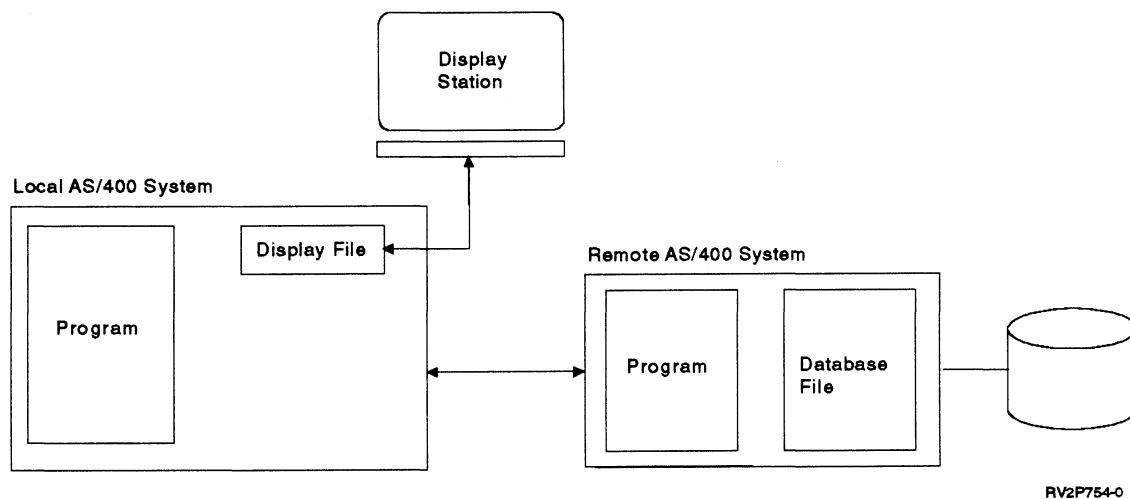 Display
Station
Local AS/400 System
Display File
Program
Remote AS/400 System
Program
Database
File
RV2P754-0